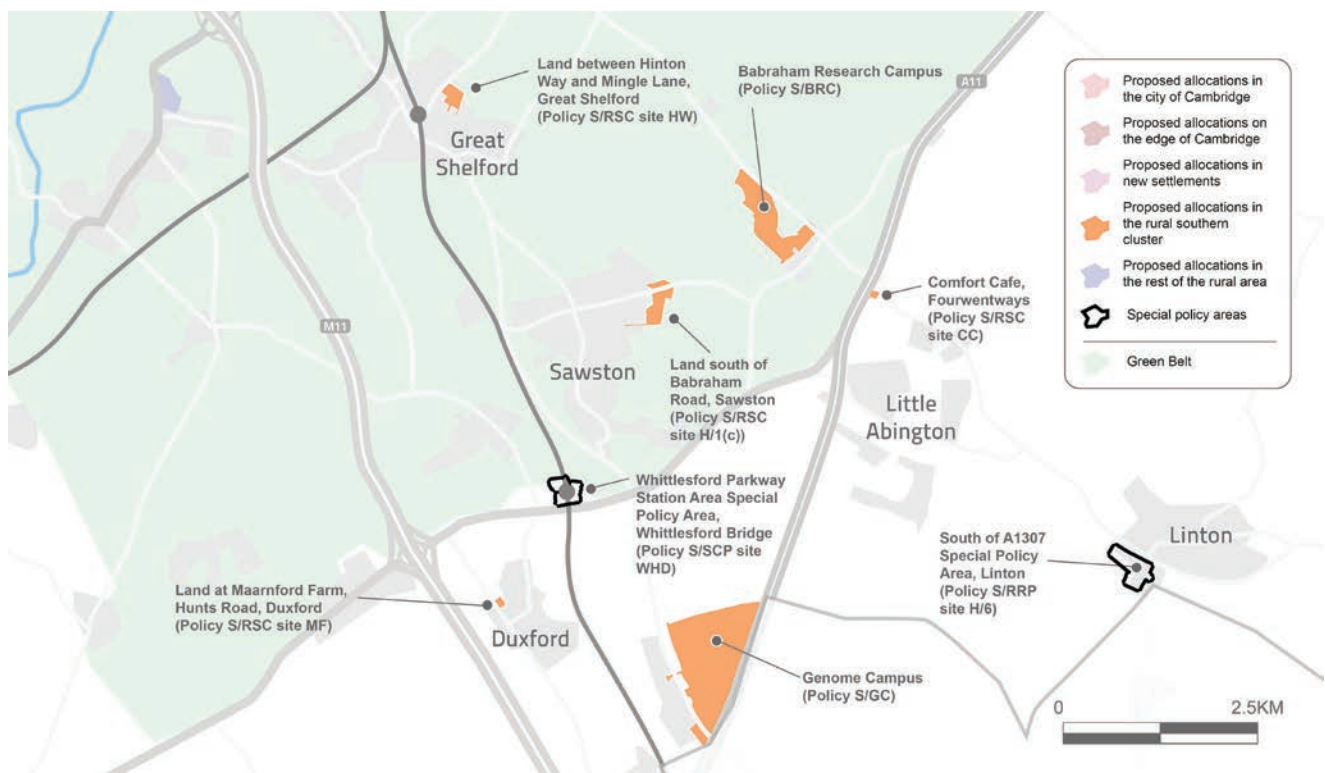 Land between Hinton
Way and Mingle Lane,
Great Shelford
(Policy S/RSC site HW)
Babraham Research Campus
(Policy S/BRC)
A11
Great
Shelford
M11
Comfort Cafe,
Fourwentways
(Policy S/RSC
site CC)
Sawston
Land south of
Babraham
Road, Sawston
(Policy S/RSC
site H/1(c))
Little
Abington
Whittlesford Parkway
Station Area Special
Policy Area,
Whittlesford Bridge
(Policy S/SCP site
WHD)
South of A1307
Special Policy
Area, Linton
(Policy S/RRP
site H/6)
Linton
Land at Maarnford Farm,
Hunts Road, Duxford
(Policy S/RSC site MF)
Duxford
Genome Campus
(Policy S/GC)
Proposed allocations in
the city of Cambridge
Proposed allocations on
the edge of Cambridge
Proposed allocations in
new settlements
Proposed allocations in
the rural southern
cluster
Proposed allocations in
the rest of the rural area
Special policy areas
Green Belt
0
2.5KM